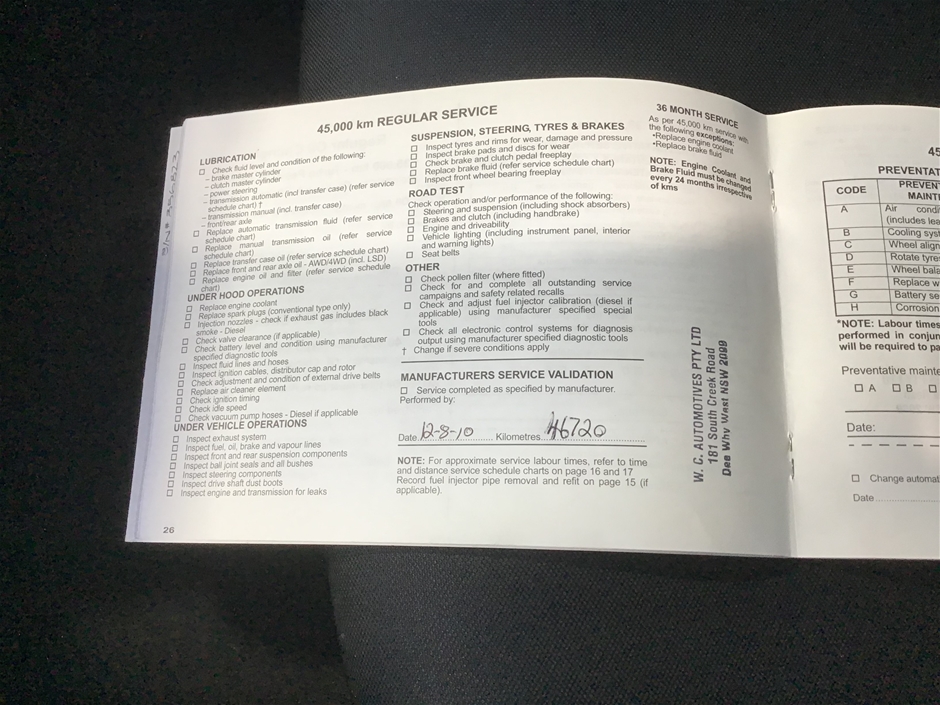 45,000 km REGULAR SERVICE
LUBRICATION
☐ Check fluid level and condition of the following:
– brake master cylinder
– clutch master cylinder
– power steering
– transmission automatic (incl transfer case) (refer service
schedule chart) †
– transmission manual (incl. transfer case)
– front/rear axle
☐ Replace automatic transmission fluid (refer service
schedule chart)
☐ Replace manual transmission oil (refer service
schedule chart)
☐ Replace transfer case oil (refer service schedule chart)
☐ Replace front and rear axle oil - AWD/4WD (incl. LSD)
☐ Replace engine oil and filter (refer service schedule
chart)
UNDER HOOD OPERATIONS
☐ Replace engine coolant
☐ Replace spark plugs (conventional type only)
☐ Injection nozzles - check if exhaust gas includes black
smoke - Diesel
☐ Check valve clearance (if applicable)
☐ Check battery level and condition using manufacturer
specified diagnostic tools
☐ Inspect fluid lines and hoses
☐ Inspect ignition cables, distributor cap and rotor
☐ Check adjustment and condition of external drive belts
☐ Replace air cleaner element
☐ Check ignition timing
☐ Check idle speed
☐ Check vacuum pump hoses - Diesel if applicable
UNDER VEHICLE OPERATIONS
☐ Inspect exhaust system
☐ Inspect fuel, oil, brake and vapour lines
☐ Inspect front and rear suspension components
☐ Inspect ball joint seals and all bushes
☐ Inspect steering components
☐ Inspect drive shaft dust boots
☐ Inspect engine and transmission for leaks
26
SUSPENSION, STEERING, TYRES & BRAKES
☐ Inspect tyres and rims for wear, damage and pressure
☐ Inspect brake pads and discs for wear
☐ Check brake and clutch pedal freeplay
☐ Replace brake fluid (refer service schedule chart)
☐ Inspect front wheel bearing freeplay
ROAD TEST
Check operation and/or performance of the following:
☐ Steering and suspension (including shock absorbers)
☐ Brakes and clutch (including handbrake)
☐ Engine and driveability
☐ Vehicle lighting (including instrument panel, interior
and warning lights)
☐ Seat belts
OTHER
☐ Check pollen filter (where fitted)
☐ Check for and complete all outstanding service
campaigns and safety related recalls
☐ Check and adjust fuel injector calibration (diesel if
applicable) using manufacturer specified special
tools
☐ Check all electronic control systems for diagnosis
output using manufacturer specified diagnostic tools
† Change if severe conditions apply
MANUFACTURERS SERVICE VALIDATION
☐ Service completed as specified by manufacturer.
Performed by:
Date 12-8-10 Kilometres 46720
NOTE: For approximate service labour times, refer to time
and distance service schedule charts on page 16 and 17
Record fuel injector pipe removal and refit on page 15 (if
applicable).
36 MONTH SERVICE
As per 45,000 km service with
the following exceptions:
•Replace engine coolant
•Replace brake fluid
NOTE: Engine Coolant and
Brake Fluid must be changed
every 24 months irrespective
of kms
W. C. AUTOMOTIVES PTY LTD
181 South Creek Road
Dee Why West NSW 2099
45
PREVENTAT
CODE PREVENT
MAINT
A Air condi
(includes lea
B Cooling syst
C Wheel align
D Rotate tyres
E Wheel bala
F Replace w
G Battery se
H Corrosion
*NOTE: Labour times
performed in conjun
will be required to pa
Preventative mainte
☐ A ☐ B ☐
Date:
☐ Change automat
Date